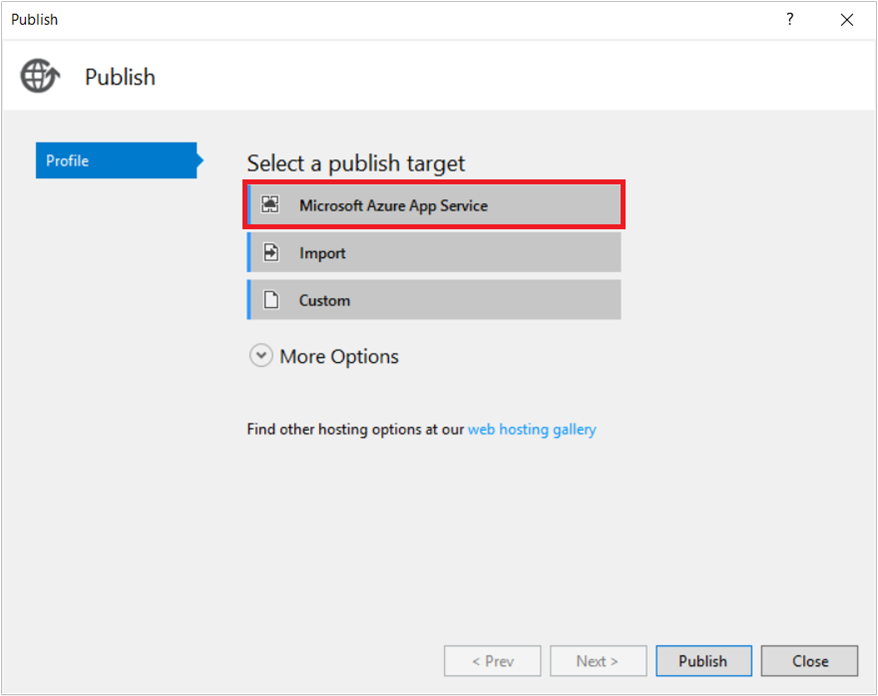 Publish
?
Publish
Profile
Select a publish target
Microsoft Azure App Service
Import
Custom
More Options
Find other hosting options at our web hosting gallery
< Prev
Next >
Publish
Close